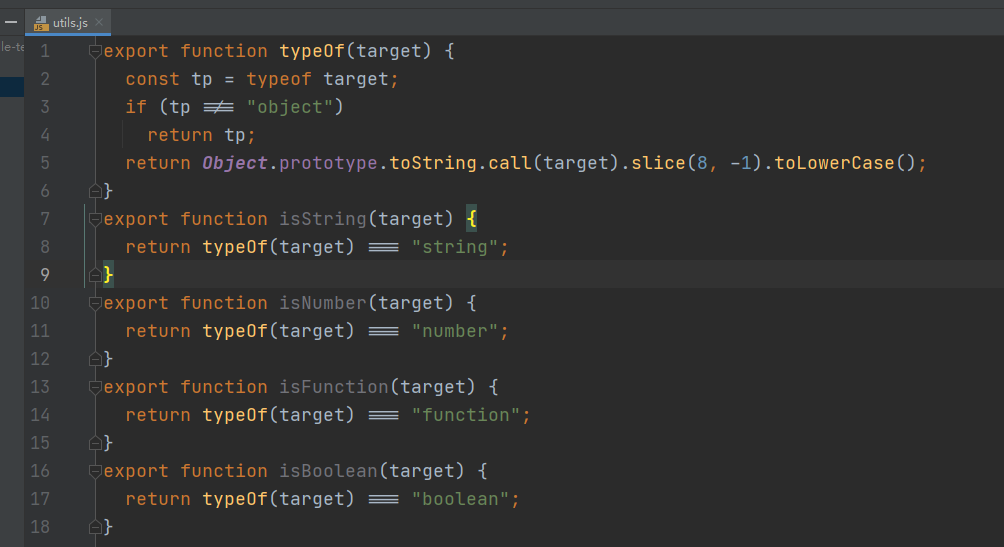 utils.js
le-te
1 export function typeOf(target) {
2 const tp = typeof target;
3 if (tp !== "object")
4 return tp;
5 return Object.prototype.toString.call(target).slice(8, -1).toLowerCase();
6 }
7 export function isString(target) {
8 return typeOf(target) === "string";
9 }
10 export function isNumber(target) {
11 return typeOf(target) === "number";
12 }
13 export function isFunction(target) {
14 return typeOf(target) === "function";
15 }
16 export function isBoolean(target) {
17 return typeOf(target) === "boolean";
18 }